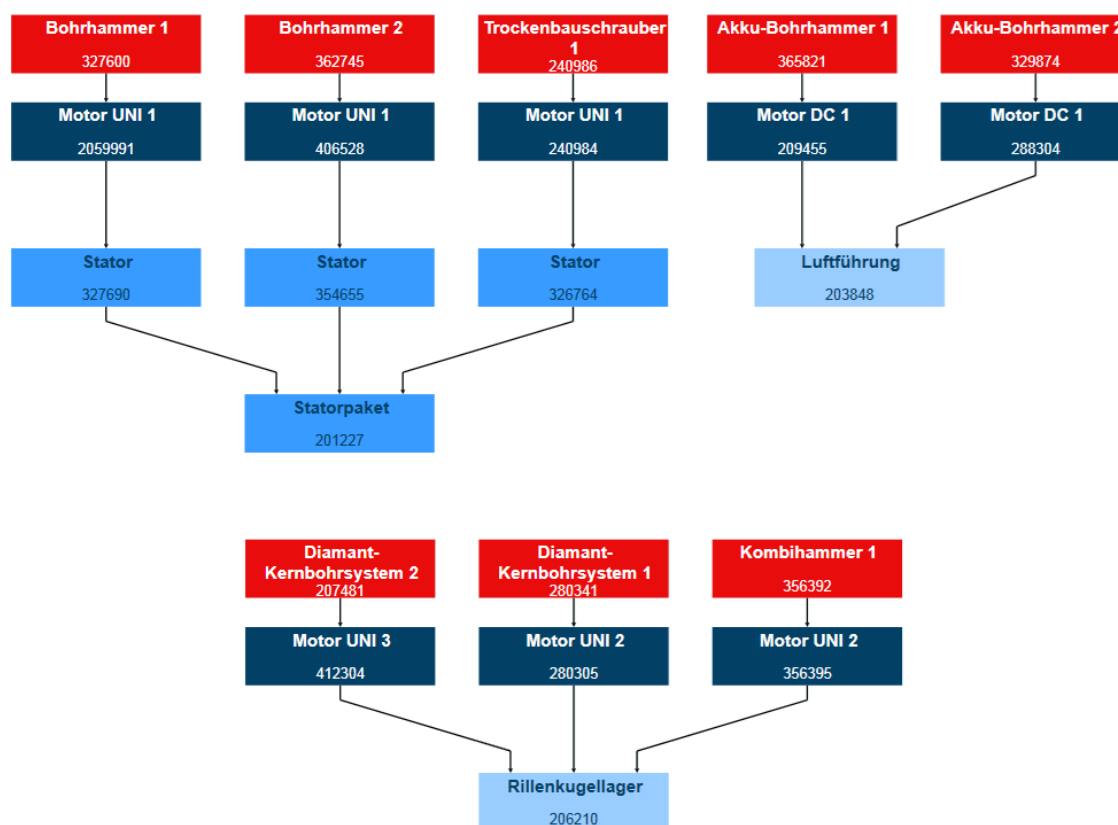 Bohrhammer 1
327600
Bohrhammer 2
362745
Trockenbauschrauber
1
240986
Akku-Bohrhammer 1
365821
Akku-Bohrhammer 2
329874
Motor UNI 1
2059991
Motor UNI 1
406528
Motor UNI 1
240984
Motor DC 1
209455
Motor DC 1
288304
Stator
327690
Stator
354655
Stator
326764
Luftführung
203848
Statorpaket
201227
Diamant-
Kernbohrsystem 2
207481
Diamant-
Kernbohrsystem 1
280341
Kombihammer 1
356392
Motor UNI 3
412304
Motor UNI 2
280305
Motor UNI 2
356395
Rillenkugellager
206210